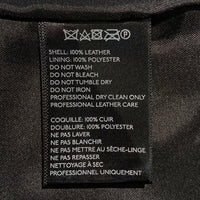 SHELL: 100% LEATHER
LINING: 100% POLYESTER
DO NOT WASH
DO NOT BLEACH
DO NOT TUMBLE DRY
DO NOT IRON
PROFESSIONAL DRY CLEAN ONLY
PROFESSIONAL LEATHER CARE
COQUILLE: 100% CUIR
DOUBLURE: 100% POLYESTER
NE PAS LAVER
NE PAS BLANCHIR
NE PAS METTRE AU SÈCHE-LINGE
NE PAS REPASSER
NETTOYAGE À SEC
PROFESSIONNEL UNIQUEMENT